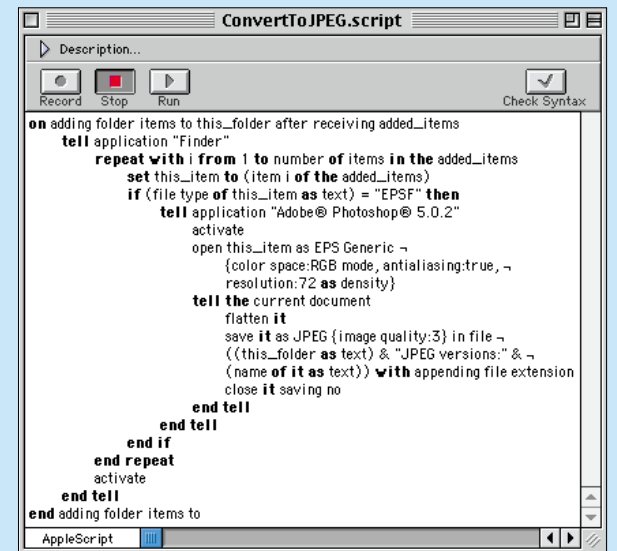 ConvertToJPEG.script
Description...
Record Stop Run Check Syntax
on adding folder items to this_folder after receiving added_items
tell application "Finder"
repeat with i from 1 to number of items in the added_items
set this_item to (item i of the added_items)
if (file type of this_item as text) = "EPSF" then
tell application "Adobe® Photoshop® 5.0.2"
activate
open this_item as EPS Generic ¬
{color space:RGB mode, antialiasing:true, ¬
resolution:72 as density}
tell the current document
flatten it
save it as JPEG {image quality:3} in file ¬
((this_folder as text) & "JPEG versions:" & ¬
(name of it as text)) with appending file extension
close it saving no
end tell
end tell
end if
end repeat
activate
end tell
end adding folder items to
AppleScript